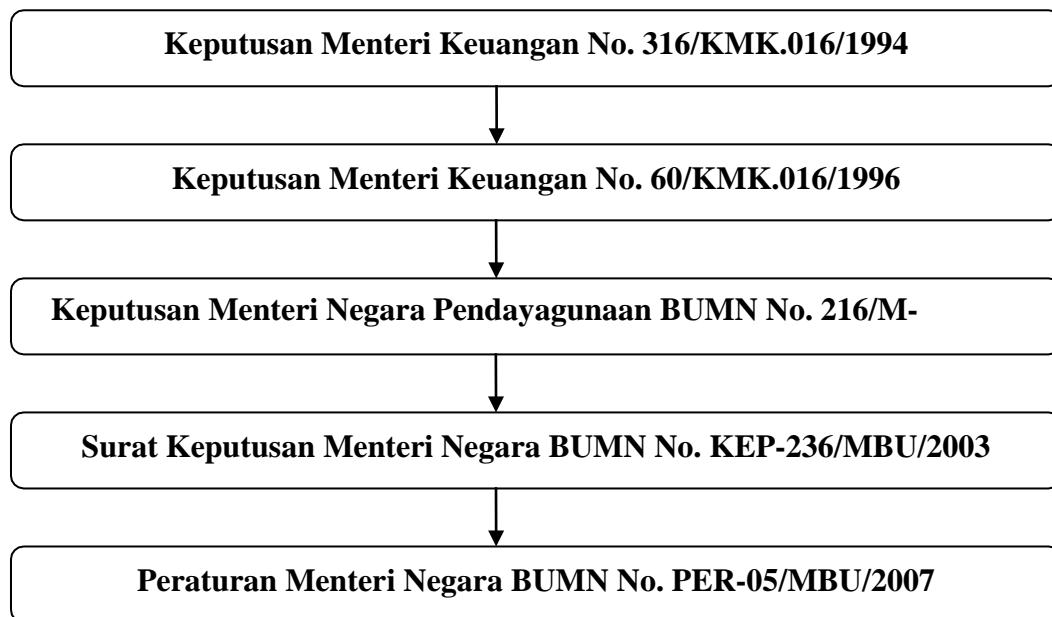 Keputusan Menteri Keuangan No. 316/KMK.016/1994
Keputusan Menteri Keuangan No. 60/KMK.016/1996
Keputusan Menteri Negara Pendayagunaan BUMN No. 216/M-
Surat Keputusan Menteri Negara BUMN No. KEP-236/MBU/2003
Peraturan Menteri Negara BUMN No. PER-05/MBU/2007